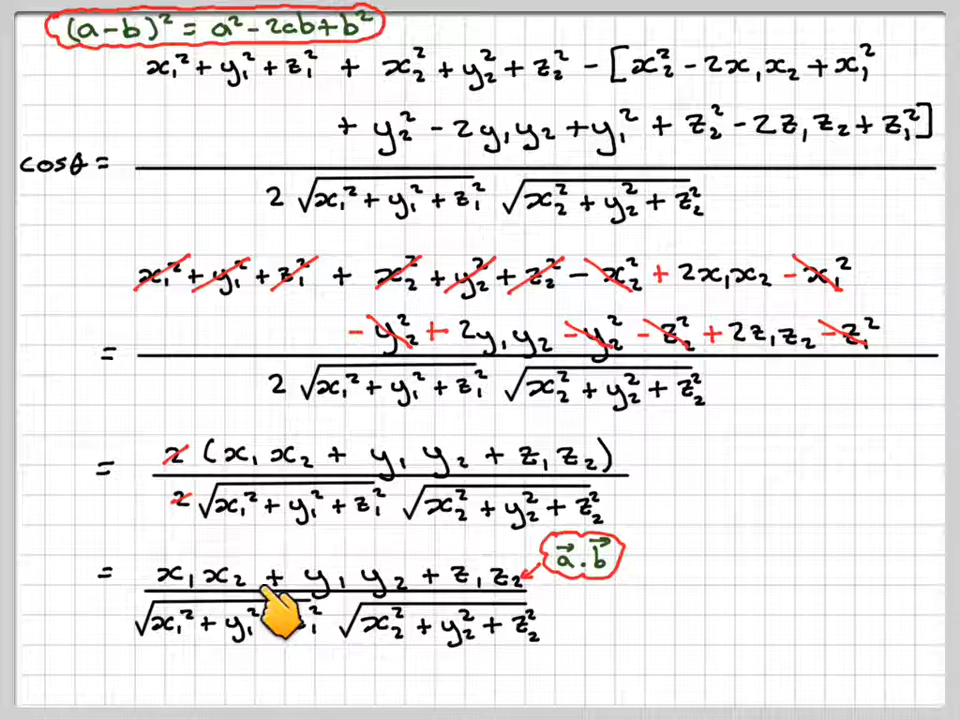 (a-b)² = a² - 2ab + b²
x₁² + y₁² + z₁² + x₂² + y₂² + z₂² - [x₂² - 2x₁x₂ + x₁²
+ y₂² - 2y₁y₂ + y₁² + z₂² - 2z₁z₂ + z₁²]
cosθ =
2 √x₁² + y₁² + z₁² √x₂² + y₂² + z₂²
x₁² + y₁² + z₁² + x₂² + y₂² + z₂² - x₂² + 2x₁x₂ - x₁²
- y₂² + 2y₁y₂ - y₁² - z₂² + 2z₁z₂ - z₁²
=
2 √x₁² + y₁² + z₁² √x₂² + y₂² + z₂²
= 2 (x₁x₂ + y₁y₂ + z₁z₂)
2 √x₁² + y₁² + z₁² √x₂² + y₂² + z₂²
a⃗ . b⃗
= x₁x₂ + y₁y₂ + z₁z₂
√x₁² + y₁² z₁² √x₂² + y₂² + z₂²